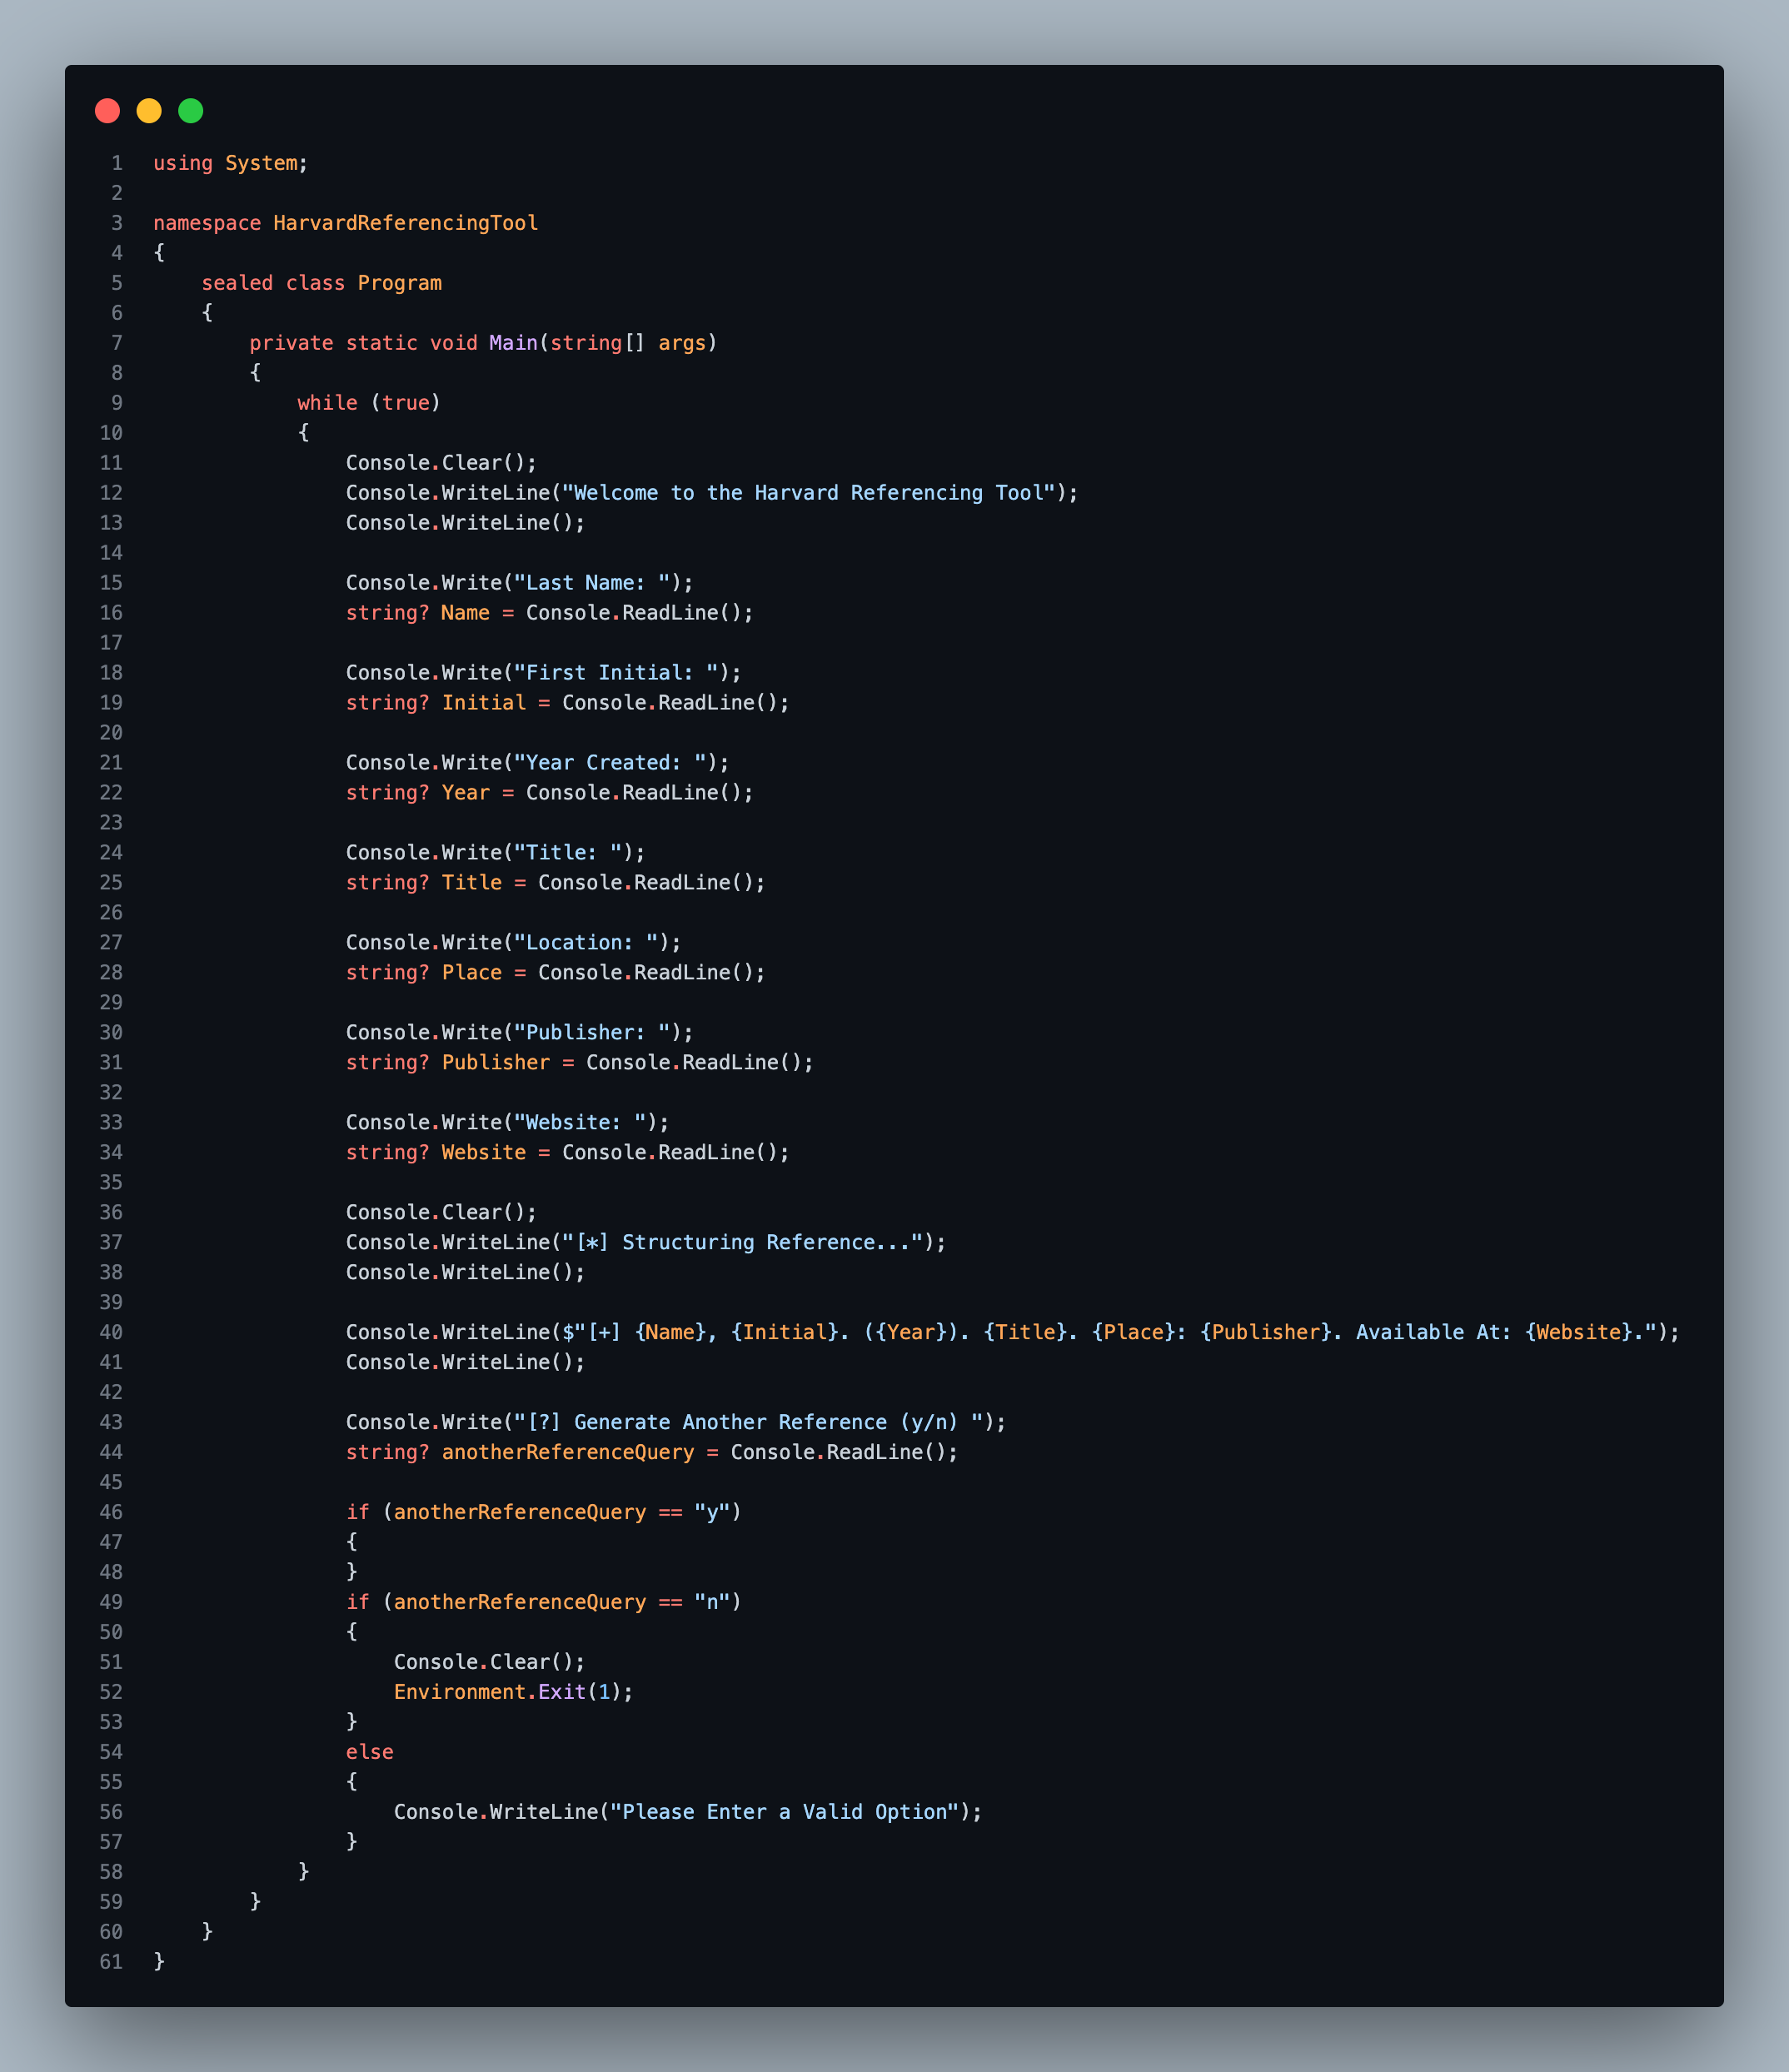 1 using System;
2
3 namespace HarvardReferencingTool
4 {
5     sealed class Program
6     {
7         private static void Main(string[] args)
8         {
9             while (true)
10             {
11                 Console.Clear();
12                 Console.WriteLine("Welcome to the Harvard Referencing Tool");
13                 Console.WriteLine();
14
15                 Console.Write("Last Name: ");
16                 string? Name = Console.ReadLine();
17
18                 Console.Write("First Initial: ");
19                 string? Initial = Console.ReadLine();
20
21                 Console.Write("Year Created: ");
22                 string? Year = Console.ReadLine();
23
24                 Console.Write("Title: ");
25                 string? Title = Console.ReadLine();
26
27                 Console.Write("Location: ");
28                 string? Place = Console.ReadLine();
29
30                 Console.Write("Publisher: ");
31                 string? Publisher = Console.ReadLine();
32
33                 Console.Write("Website: ");
34                 string? Website = Console.ReadLine();
35
36                 Console.Clear();
37                 Console.WriteLine("[*] Structuring Reference...");
38                 Console.WriteLine();
39
40                 Console.WriteLine($"[+] {Name}, {Initial}. ({Year}). {Title}. {Place}: {Publisher}. Available At: {Website}.");
41                 Console.WriteLine();
42
43                 Console.Write("[?] Generate Another Reference (y/n) ");
44                 string? anotherReferenceQuery = Console.ReadLine();
45
46                 if (anotherReferenceQuery == "y")
47                 {
48                 }
49                 if (anotherReferenceQuery == "n")
50                 {
51                     Console.Clear();
52                     Environment.Exit(1);
53                 }
54                 else
55                 {
56                     Console.WriteLine("Please Enter a Valid Option");
57                 }
58             }
59         }
60     }
61 }